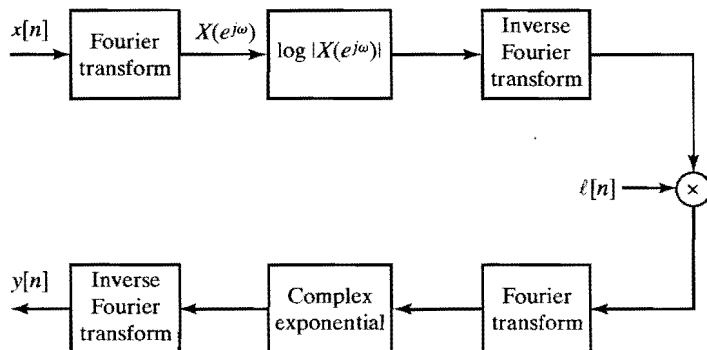 x[n]
Fourier
transform
X(e^{jω})
log |X(e^{jω})|
Inverse
Fourier
transform
ℓ[n]
×
y[n]
Inverse
Fourier
transform
Complex
exponential
Fourier
transform